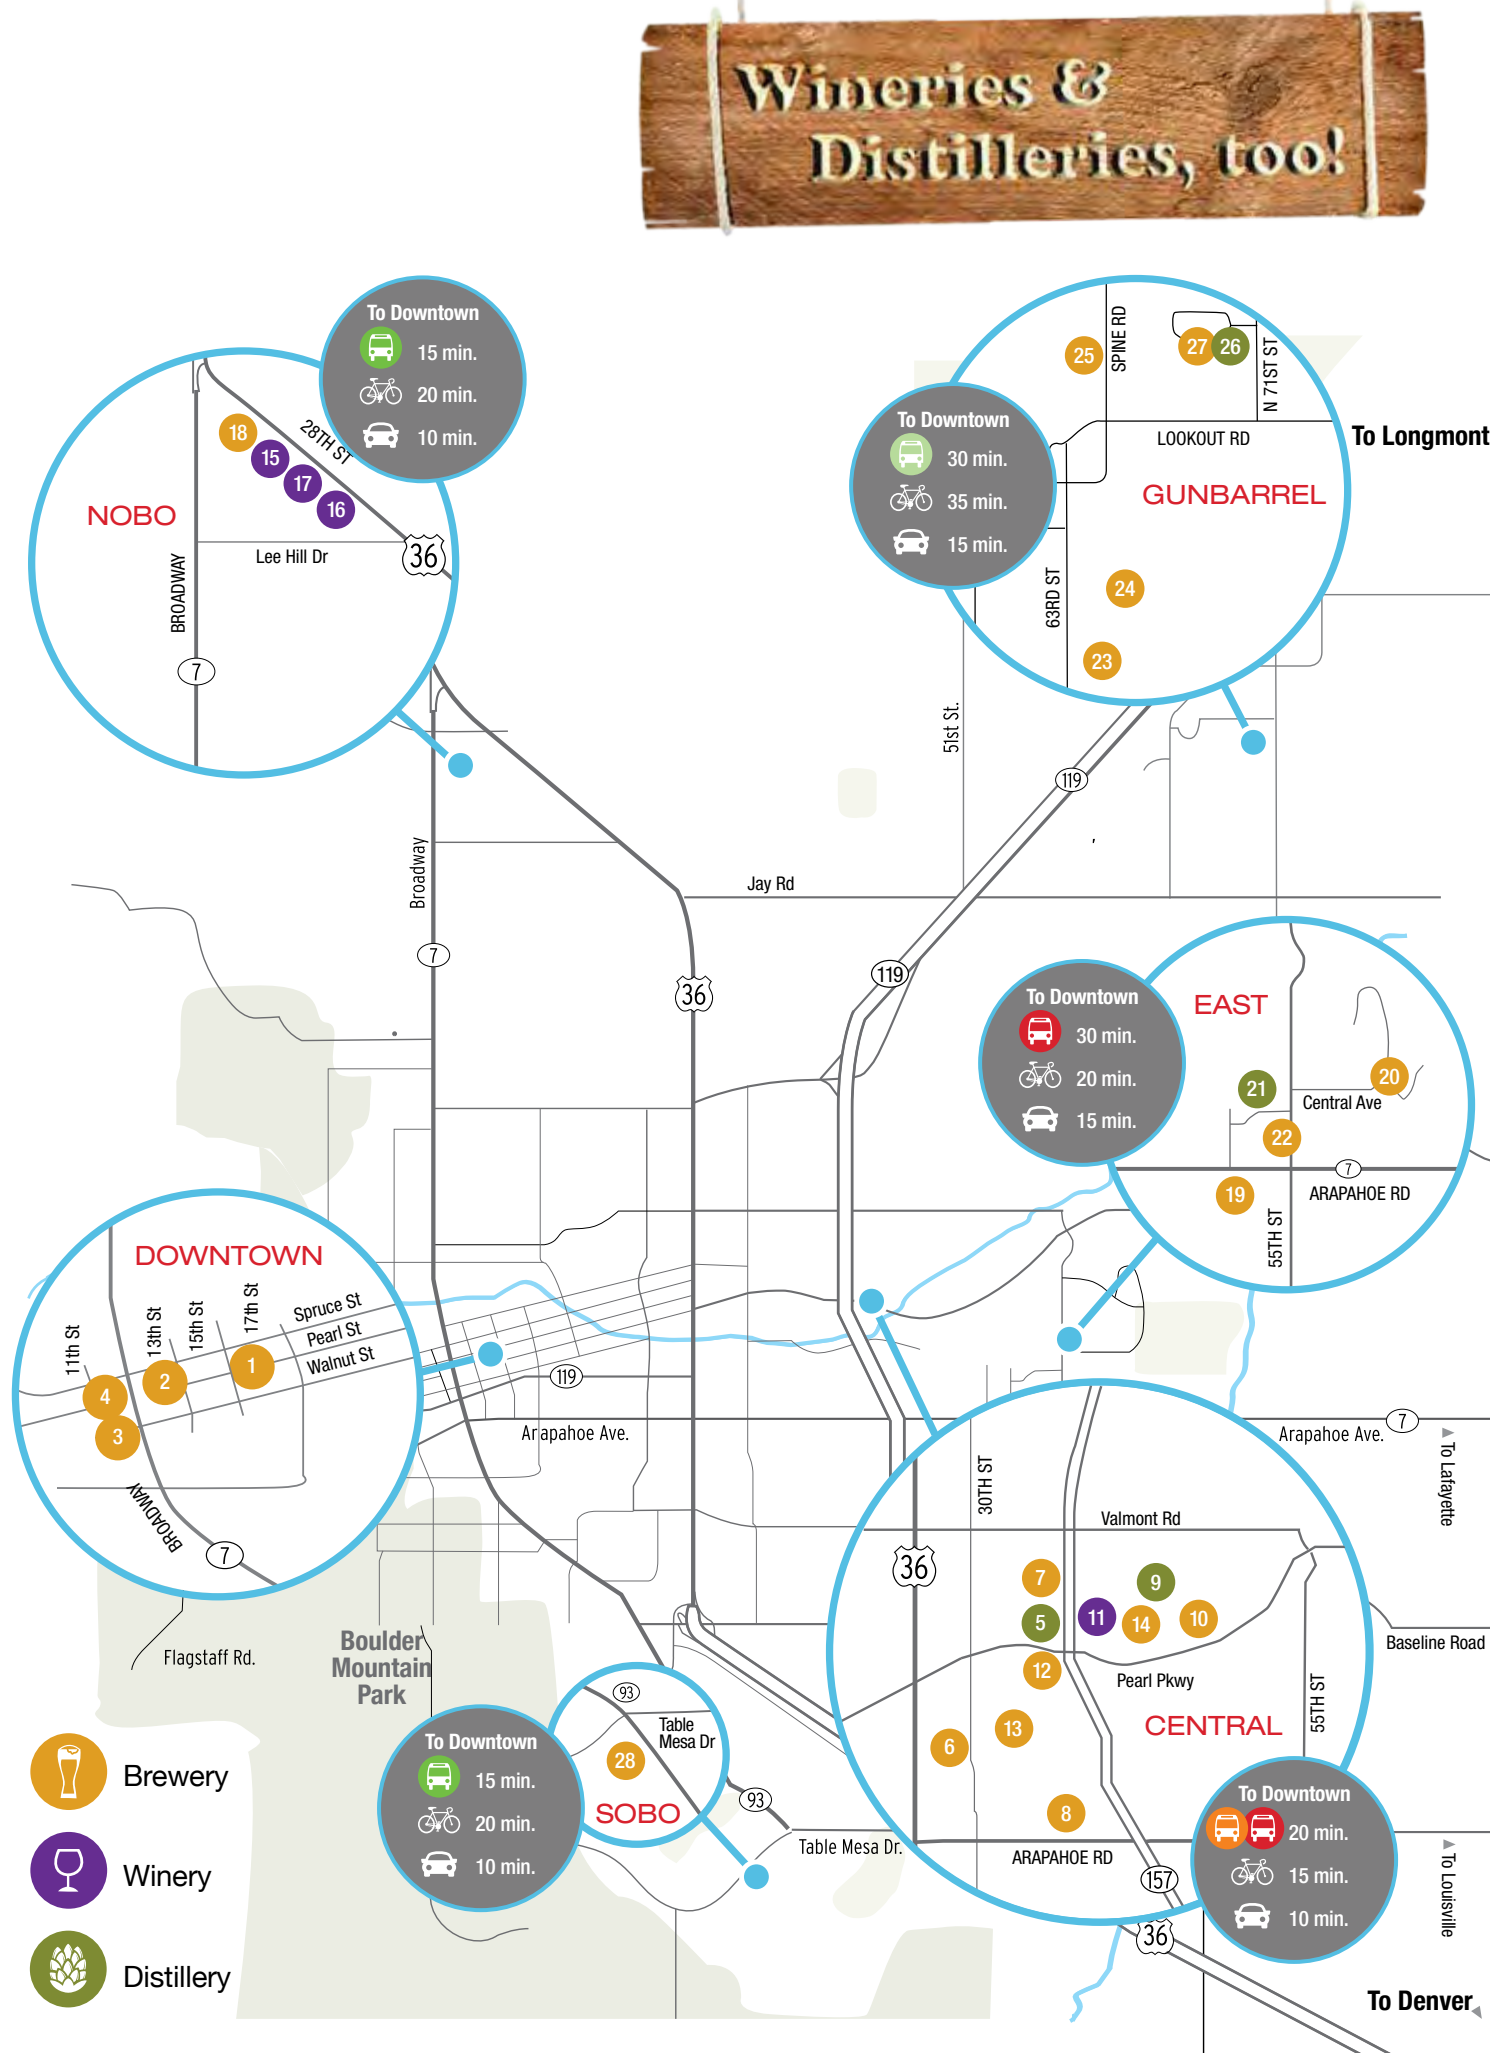 Wineries &
Distilleries, too!
To Downtown
15 min.
20 min.
10 min.
18
15
17
16
28TH ST
NOBO
Lee Hill Dr
36
BROADWAY
7
SPINE RD
25
27
26
N 71ST ST
To Downtown
30 min.
35 min.
15 min.
LOOKOUT RD
To Longmont
GUNBARREL
63RD ST
24
23
51st St.
119
Broadway
Jay Rd
7
36
119
To Downtown
30 min.
20 min.
15 min.
EAST
21
20
Central Ave
22
7
19
ARAPAHOE RD
55TH ST
DOWNTOWN
11th St
13th St
15th St
17th St
Spruce St
Pearl St
Walnut St
1
2
4
3
BROADWAY
7
119
Arapahoe Ave.
Arapahoe Ave.
7
To Lafayette
30TH ST
Valmont Rd
36
7
9
5
11
14
10
12
Pearl Pkwy
13
6
CENTRAL
55TH ST
8
ARAPAHOE RD
157
36
Baseline Road
Flagstaff Rd.
Boulder
Mountain
Park
93
Table
Mesa Dr
28
SOBO
93
Table Mesa Dr.
To Downtown
15 min.
20 min.
10 min.
To Downtown
20 min.
15 min.
10 min.
To Louisville
To Denver
Brewery
Winery
Distillery